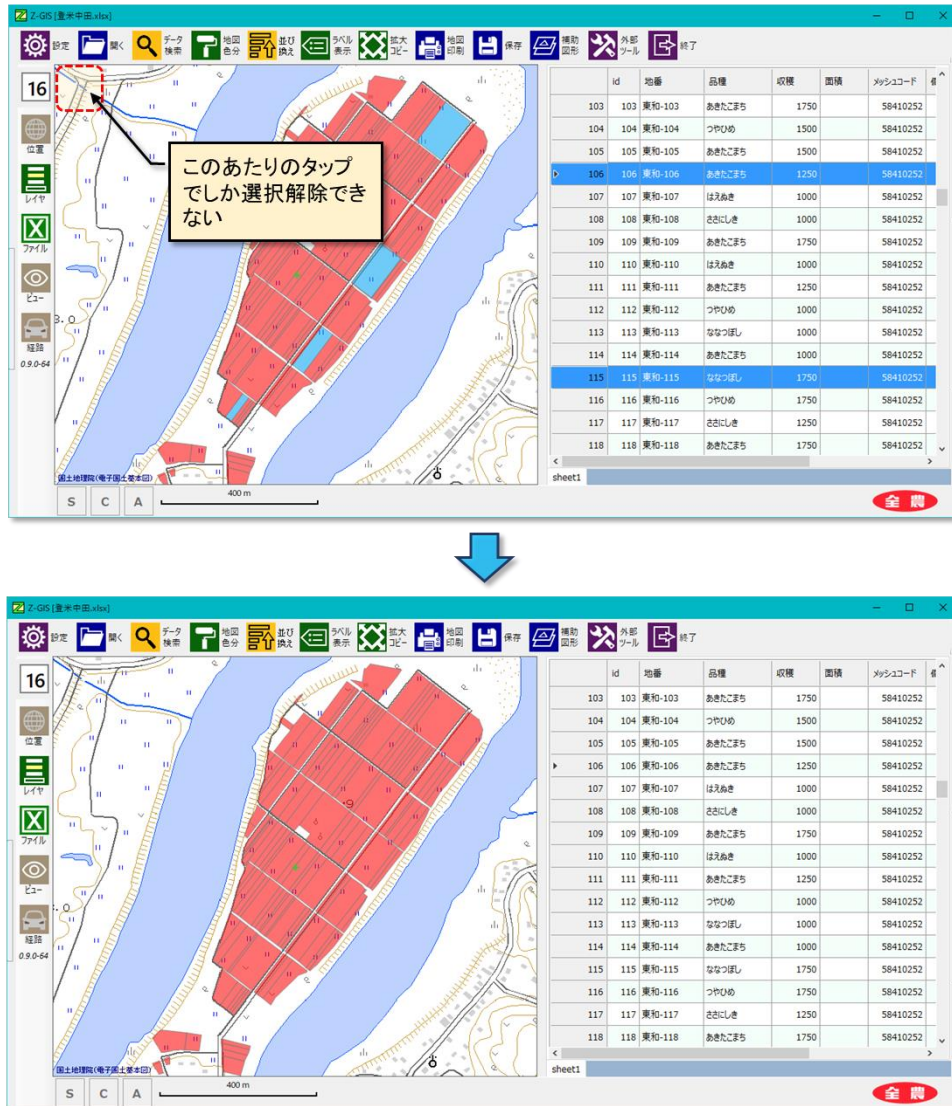 Z-GIS [登米中田.xlsx]
設定 開く データ検索 地図色分 並び換え ラベル表示 拡大コピー 地図印刷 保存 補助図形 外部ツール 終了
16
位置
レイヤ
ファイル
ビュー
経路
0.9.0-64
このあたりのタップ
でしか選択解除でき
ない
3.0
国土地理院(電子国土基本図)
S C A
400 m
id 地番 品種 収穫 面積 メッシュコード
103 103 東和-103 あきたこまち 1750 58410252
104 104 東和-104 つやひめ 1500 58410252
105 105 東和-105 あきたこまち 1500 58410252
106 106 東和-106 あきたこまち 1250 58410252
107 107 東和-107 はえぬき 1000 58410252
108 108 東和-108 ささにしき 1000 58410252
109 109 東和-109 あきたこまち 1750 58410252
110 110 東和-110 はえぬき 1000 58410252
111 111 東和-111 あきたこまち 1250 58410252
112 112 東和-112 つやひめ 1000 58410252
113 113 東和-113 ななつぼし 1000 58410252
114 114 東和-114 あきたこまち 1000 58410252
115 115 東和-115 ななつぼし 1750 58410252
116 116 東和-116 つやひめ 1750 58410252
117 117 東和-117 ささにしき 1250 58410252
118 118 東和-118 あきたこまち 1750 58410252
sheet1
全農
Z-GIS [登米中田.xlsx]
設定 開く データ検索 地図色分 並び換え ラベル表示 拡大コピー 地図印刷 保存 補助図形 外部ツール 終了
16
位置
レイヤ
ファイル
ビュー
経路
0.9.0-64
国土地理院(電子国土基本図)
S C A
400 m
id 地番 品種 収穫 面積 メッシュコード
103 103 東和-103 あきたこまち 1750 58410252
104 104 東和-104 つやひめ 1500 58410252
105 105 東和-105 あきたこまち 1500 58410252
106 106 東和-106 あきたこまち 1250 58410252
107 107 東和-107 はえぬき 1000 58410252
108 108 東和-108 ささにしき 1000 58410252
109 109 東和-109 あきたこまち 1750 58410252
110 110 東和-110 はえぬき 1000 58410252
111 111 東和-111 あきたこまち 1250 58410252
112 112 東和-112 つやひめ 1000 58410252
113 113 東和-113 ななつぼし 1000 58410252
114 114 東和-114 あきたこまち 1000 58410252
115 115 東和-115 ななつぼし 1750 58410252
116 116 東和-116 つやひめ 1750 58410252
117 117 東和-117 ささにしき 1250 58410252
118 118 東和-118 あきたこまち 1750 58410252
sheet1
全農